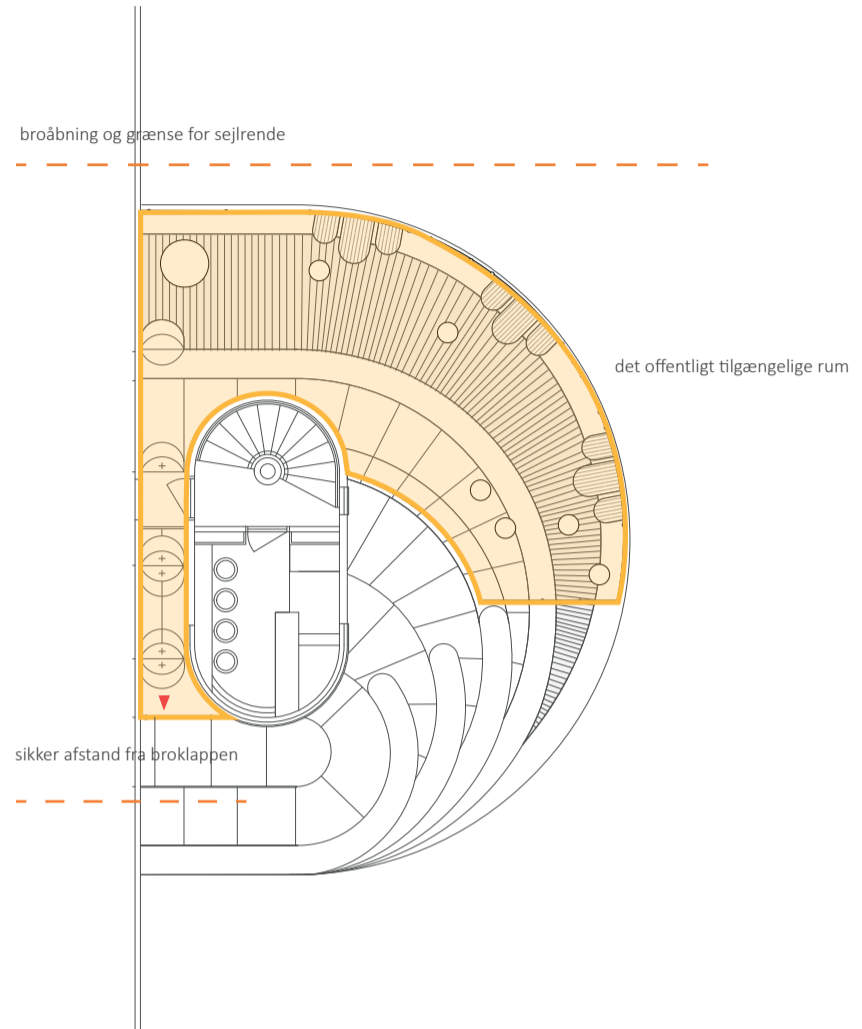 broåbning og grænse for sejlrende
det offentligt tilgængelige rum
sikker afstand fra broklappen